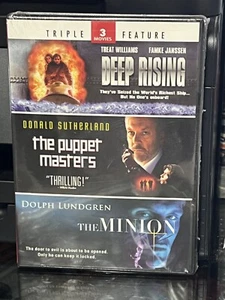 TRIPLE 3 MOVIES FEATURE
TREAT WILLIAMS FAMKE JANSSEN
DEEP RISING
They've Seized the World's Richest Ship...
But No One's onboard!
DONALD SUTHERLAND
the puppet
masters
"THRILLING!"
DOLPH LUNDGREN
THE MINION
The door to evil is about to be opened.
Only he can keep it locked.